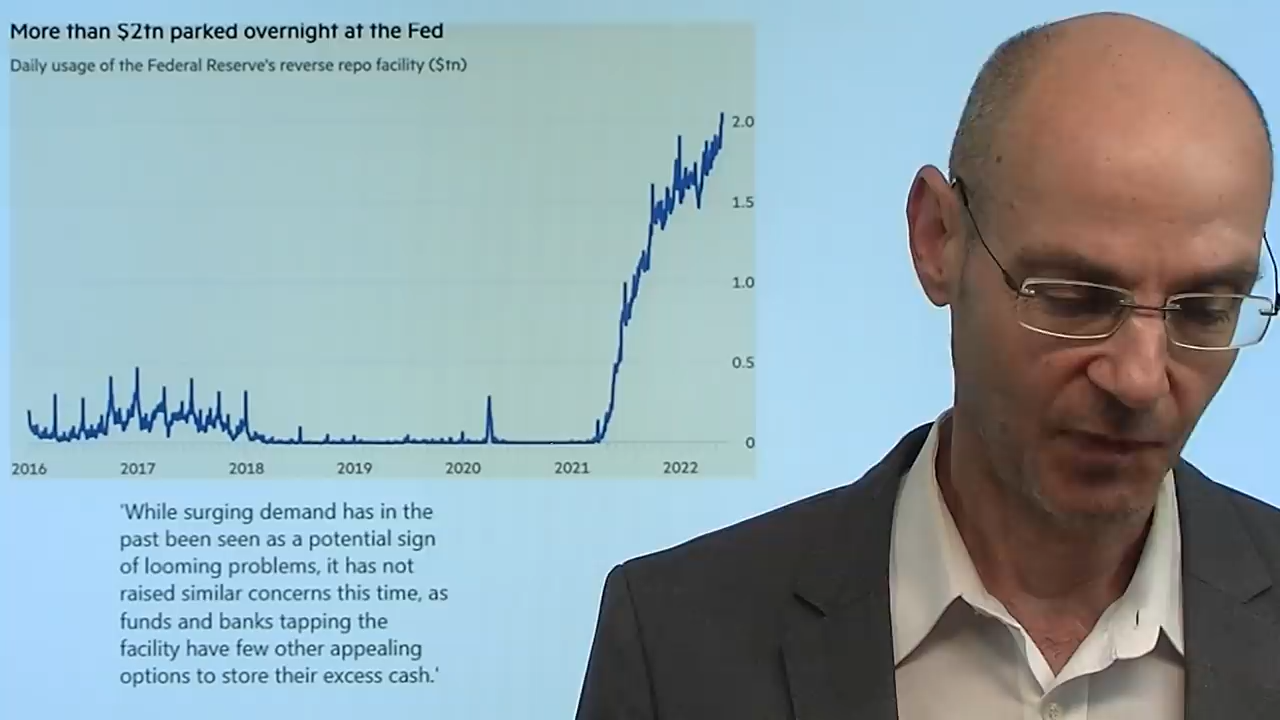 More than $2tn parked overnight at the Fed
Daily usage of the Federal Reserve's reverse repo facility ($tn)
2.0
1.5
1.0
0.5
0
2016 2017 2018 2019 2020 2021 2022
'While surging demand has in the
past been seen as a potential sign
of looming problems, it has not
raised similar concerns this time, as
funds and banks tapping the
facility have few other appealing
options to store their excess cash.'